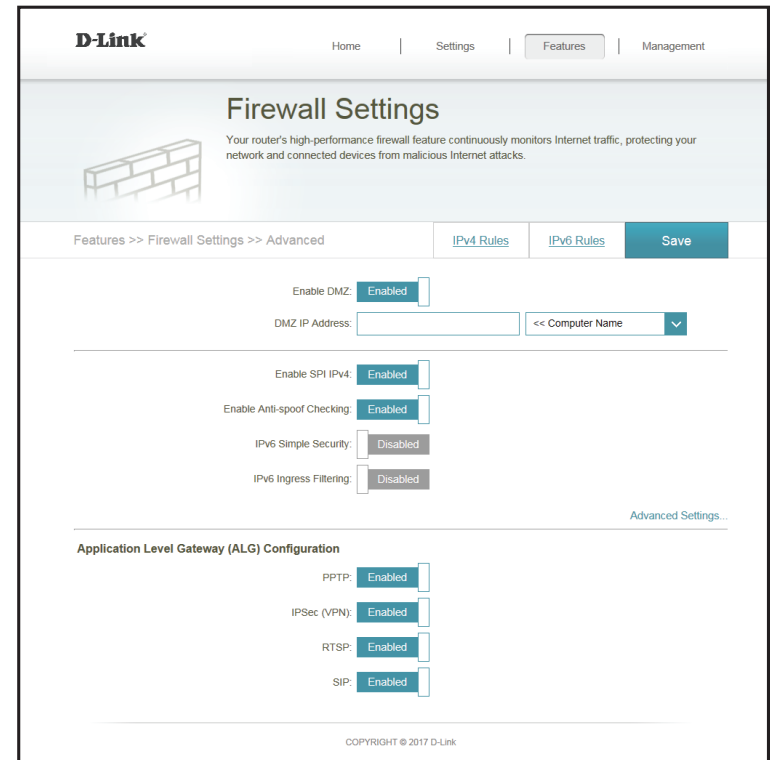 D-Link
Home Settings Features Management
Firewall Settings
Your router's high-performance firewall feature continuously monitors Internet traffic, protecting your
network and connected devices from malicious Internet attacks.
Features >> Firewall Settings >> Advanced IPv4 Rules IPv6 Rules Save
Enable DMZ: Enabled
DMZ IP Address: << Computer Name
Enable SPI IPv4: Enabled
Enable Anti-spoof Checking: Enabled
IPv6 Simple Security: Disabled
IPv6 Ingress Filtering: Disabled
Advanced Settings...
Application Level Gateway (ALG) Configuration
PPTP: Enabled
IPSec (VPN): Enabled
RTSP: Enabled
SIP: Enabled
COPYRIGHT © 2017 D-Link